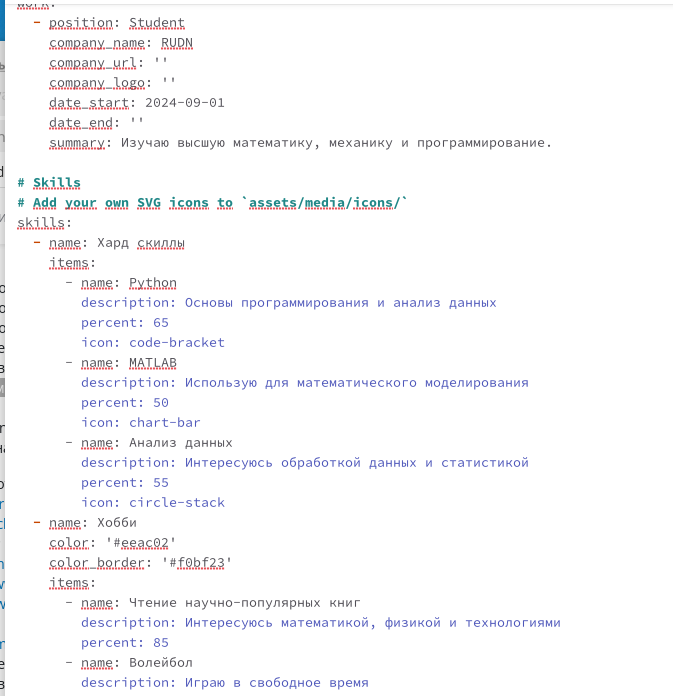 work:
- position: Student
company_name: RUDN
company_url: ''
company_logo: ''
date_start: 2024-09-01
date_end: ''
summary: Изучаю высшую математику, механику и программирование.
# Skills
# Add your own SVG icons to `assets/media/icons/`
skills:
- name: Хард скиллы
items:
- name: Python
description: Основы программирования и анализ данных
percent: 65
icon: code-bracket
- name: MATLAB
description: Использую для математического моделирования
percent: 50
icon: chart-bar
- name: Анализ данных
description: Интересуюсь обработкой данных и статистикой
percent: 55
icon: circle-stack
- name: Хобби
color: '#eeac02'
color_border: '#f0bf23'
items:
- name: Чтение научно-популярных книг
description: Интересуюсь математикой, физикой и технологиями
percent: 85
- name: Волейбол
description: Играю в свободное время